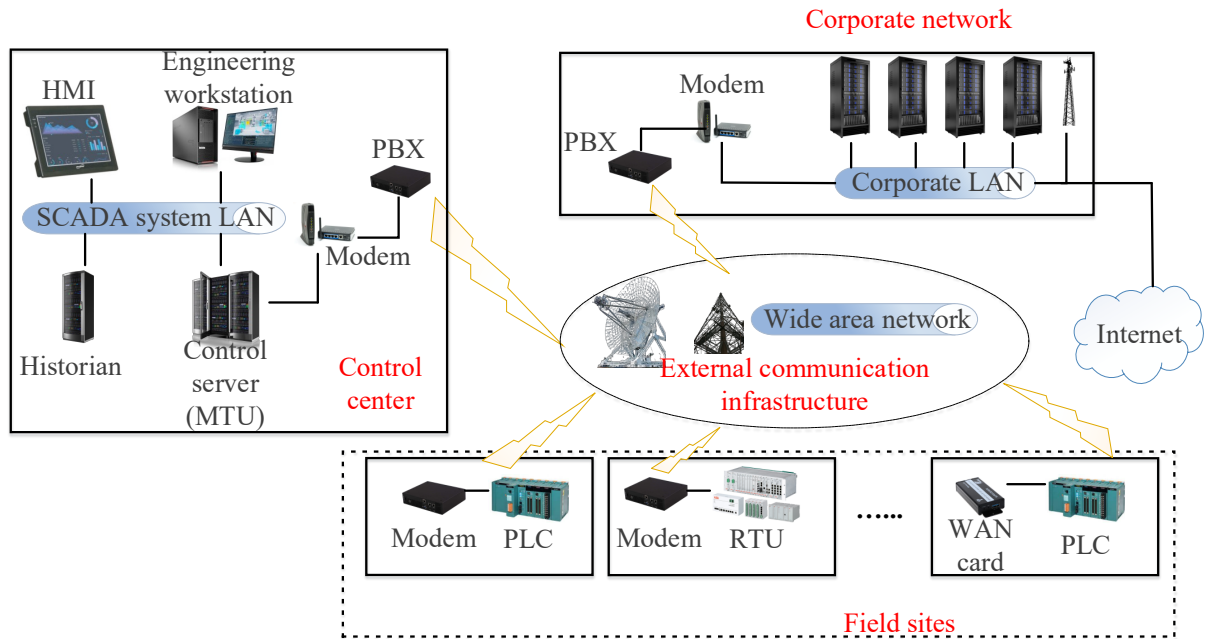 Corporate network
Engineering
workstation
HMI
Modem
PBX
PBX
Corporate LAN
SCADA system LAN
Modem
Historian
Control
server
(MTU)
Control
center
Wide area network
Internet
External communication
infrastructure
Modem
PLC
Modem
RTU
…...
WAN
card
PLC
Field sites